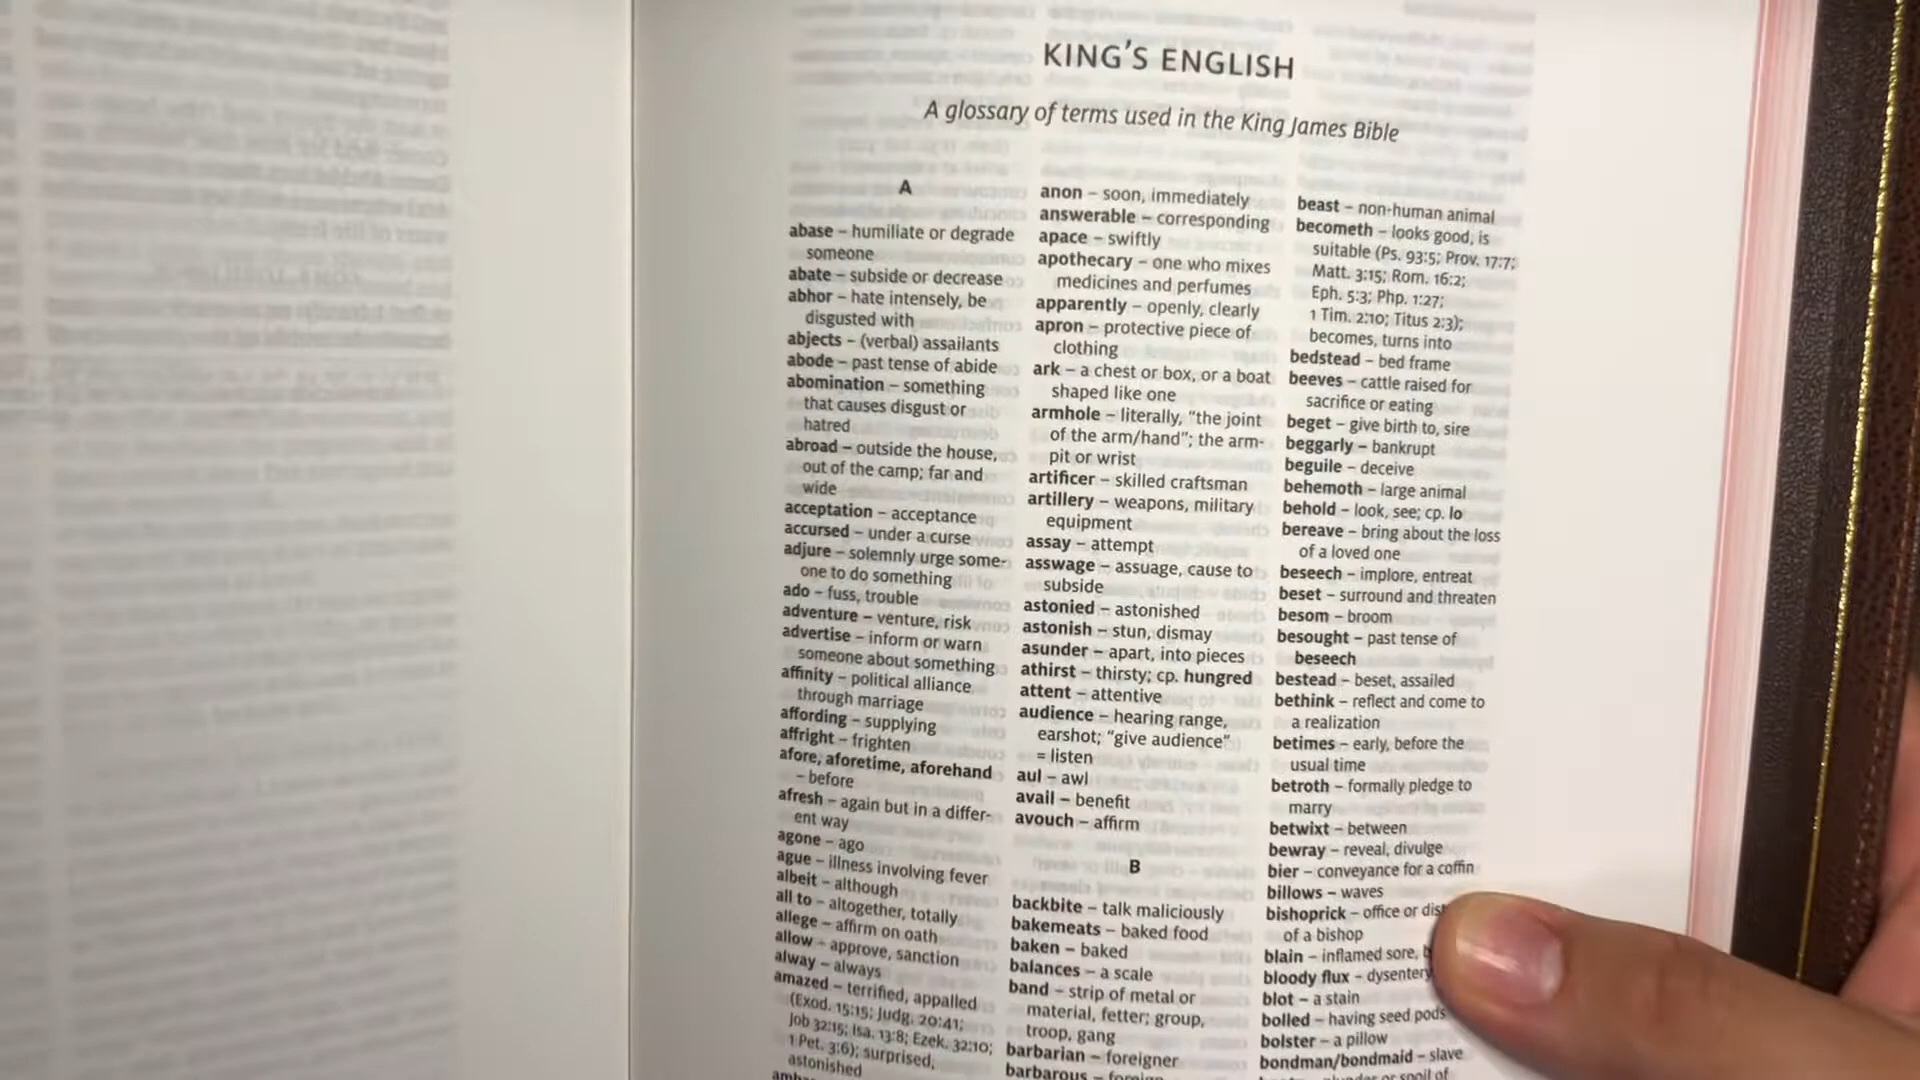 KING'S ENGLISH
A glossary of terms used in the King James Bible
A
abase – humiliate or degrade
someone
abate – subside or decrease
abhor – hate intensely, be
disgusted with
abjects – (verbal) assailants
abode – past tense of abide
abomination – something
that causes disgust or
hatred
abroad – outside the house,
out of the camp; far and
wide
acceptation – acceptance
accursed – under a curse
adjure – solemnly urge some-
one to do something
ado – fuss, trouble
adventure – venture, risk
advertise – inform or warn
someone about something
affinity – political alliance
through marriage
affording – supplying
affright – frighten
afore, aforetime, aforehand
– before
afresh – again but in a differ-
ent way
agone – ago
ague – illness involving fever
albeit – although
all to – altogether, totally
allege – affirm on oath
allow – approve, sanction
alway – always
amazed – terrified, appalled
(Exod. 15:15; Judg. 20:41;
Job 32:15; Isa. 13:8; Ezek. 32:10;
1 Pet. 3:6); surprised,
astonished
anon – soon, immediately
answerable – corresponding
apace – swiftly
apothecary – one who mixes
medicines and perfumes
apparently – openly, clearly
apron – protective piece of
clothing
ark – a chest or box, or a boat
shaped like one
armhole – literally, "the joint
of the arm/hand"; the arm-
pit or wrist
artificer – skilled craftsman
artillery – weapons, military
equipment
assay – attempt
asswage – assuage, cause to
subside
astonied – astonished
astonish – stun, dismay
asunder – apart, into pieces
athirst – thirsty; cp. hungred
attent – attentive
audience – hearing range,
earshot; "give audience"
= listen
aul – awl
avail – benefit
avouch – affirm
B
backbite – talk maliciously
bakemeats – baked food
baken – baked
balances – a scale
band – strip of metal or
material, fetter; group,
troop, gang
barbarian – foreigner
barbarous –
beast – non-human animal
becometh – looks good, is
suitable (Ps. 93:5; Prov. 17:7;
Matt. 3:15; Rom. 16:2;
Eph. 5:3; Php. 1:27;
1 Tim. 2:10; Titus 2:3);
becomes, turns into
bedstead – bed frame
beeves – cattle raised for
sacrifice or eating
beget – give birth to, sire
beggarly – bankrupt
beguile – deceive
behemoth – large animal
behold – look, see; cp. lo
bereave – bring about the loss
of a loved one
beseech – implore, entreat
beset – surround and threaten
besom – broom
besought – past tense of
beseech
bestead – beset, assailed
bethink – reflect and come to
a realization
betimes – early, before the
usual time
betroth – formally pledge to
marry
betwixt – between
bewray – reveal, divulge
bier – conveyance for a coffin
billows – waves
bishoprick – office or
of a bishop
blain – inflamed sore,
bloody flux – dysentery
blot – a stain
bolled – having seed pods
bolster – a pillow
bondman/bondmaid – slave